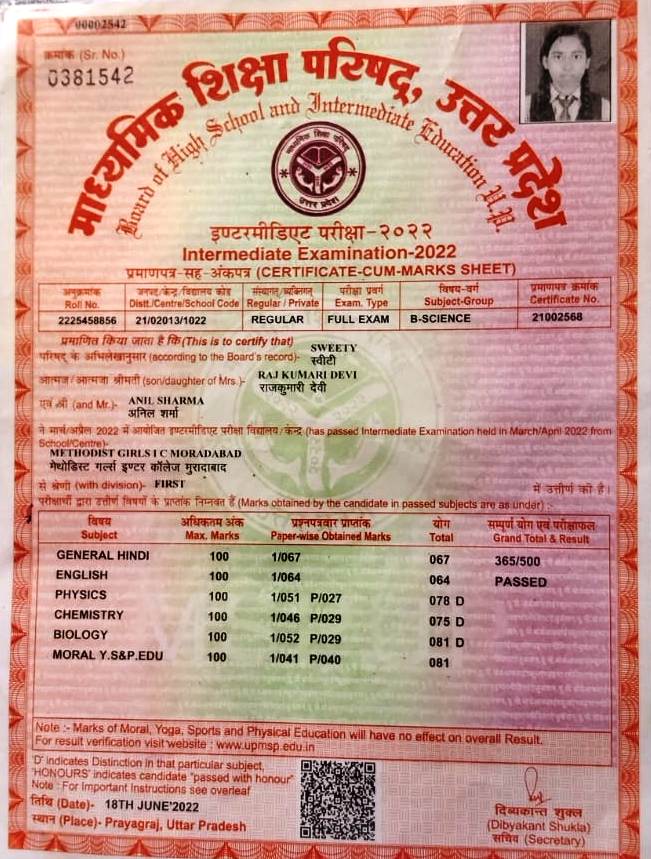 00002542
क्रमांक (Sr. No.)
0381542
माध्यमिक शिक्षा परिषद्, उत्तर प्रदेश
Board of High School and Intermediate Education U.P.
माध्यमिक शिक्षा परिषद्
उत्तर प्रदेश
इण्टरमीडिएट परीक्षा-२०२२
Intermediate Examination-2022
प्रमाणपत्र-सह-अंकपत्र (CERTIFICATE-CUM-MARKS SHEET)
अनुक्रमांक जनपद/केन्द्र/विद्यालय कोड संस्थागत/व्यक्तिगत परीक्षा प्रवर्ग विषय-वर्ग प्रमाणपत्र क्रमांक
Roll No. Distt./Centre/School Code Regular / Private Exam. Type Subject-Group Certificate No.
2225458856 21/02013/1022 REGULAR FULL EXAM B-SCIENCE 21002568
प्रमाणित किया जाता है कि (This is to certify that)
SWEETY
परिषद् के अभिलेखानुसार (according to the Board's record)- स्वीटी
RAJ KUMARI DEVI
आत्मज/आत्मजा श्रीमती (son/daughter of Mrs.)- राजकुमारी देवी
एवं श्री (and Mr.)- ANIL SHARMA
अनिल शर्मा
ने मार्च/अप्रैल 2022 में आयोजित इण्टरमीडिएट परीक्षा विद्यालय/केन्द्र (has passed Intermediate Examination held in March/April 2022 from
School/Centre)-
METHODIST GIRLS I C MORADABAD
मेथोडिस्ट गर्ल्स इण्टर कॉलेज मुरादाबाद
से श्रेणी (with division)- FIRST में उत्तीर्ण की है।
परीक्षार्थी द्वारा उत्तीर्ण विषयों के प्राप्तांक निम्नवत् हैं (Marks obtained by the candidate in passed subjects are as under) :-
विषय अधिकतम अंक प्रश्नपत्रवार प्राप्तांक योग सम्पूर्ण योग एवं परीक्षाफल
Subject Max. Marks Paper-wise Obtained Marks Total Grand Total & Result
GENERAL HINDI 100 1/067 067 365/500
ENGLISH 100 1/064 064 PASSED
PHYSICS 100 1/051 P/027 078 D
CHEMISTRY 100 1/046 P/029 075 D
BIOLOGY 100 1/052 P/029 081 D
MORAL Y.S&P.EDU 100 1/041 P/040 081
Note :- Marks of Moral, Yoga, Sports and Physical Education will have no effect on overall Result.
For result verification visit website : www.upmsp.edu.in
'D' indicates Distinction in that particular subject,
'HONOURS' indicates candidate "passed with honour"
Note : For Important Instructions see overleaf
तिथि (Date)- 18TH JUNE'2022
स्थान (Place)- Prayagraj, Uttar Pradesh
दिब्यकान्त शुक्ल
(Dibyakant Shukla)
सचिव (Secretary)